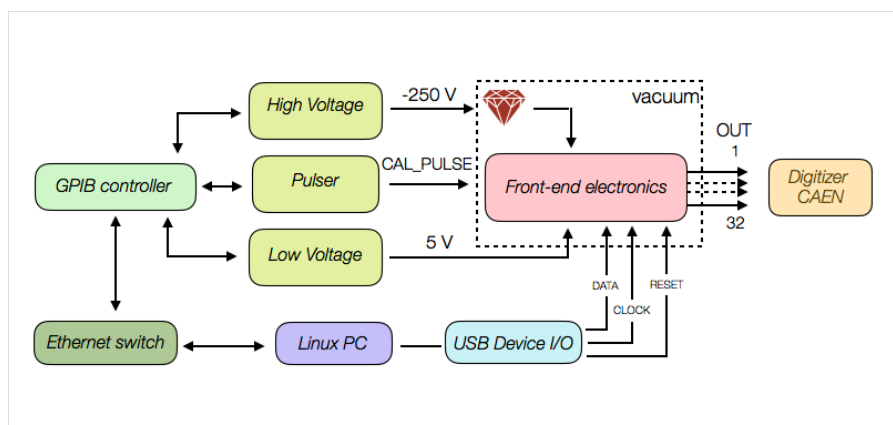 High Voltage
-250 V
vacuum
OUT
1
GPIB controller
Pulser
CAL_PULSE
Front-end electronics
Digitizer
CAEN
32
Low Voltage
5 V
DATA
RESET
CLOCK
Ethernet switch
Linux PC
USB Device I/O